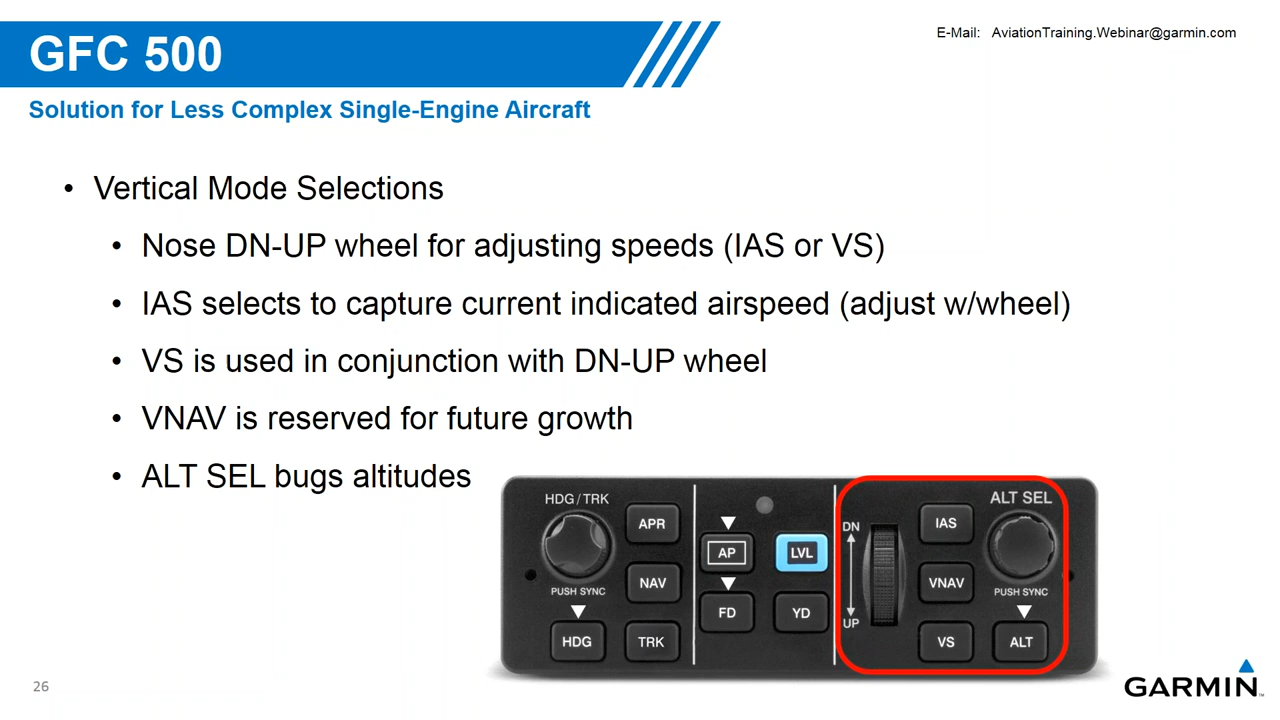 GFC 500
E-Mail: AviationTraining.Webinar@garmin.com
Solution for Less Complex Single-Engine Aircraft
• Vertical Mode Selections
• Nose DN-UP wheel for adjusting speeds (IAS or VS)
• IAS selects to capture current indicated airspeed (adjust w/wheel)
• VS is used in conjunction with DN-UP wheel
• VNAV is reserved for future growth
• ALT SEL bugs altitudes
HDG / TRK
PUSH SYNC
HDG
APR
NAV
TRK
AP
FD
LVL
YD
DN
UP
IAS
VNAV
VS
ALT SEL
PUSH SYNC
ALT
26
GARMIN